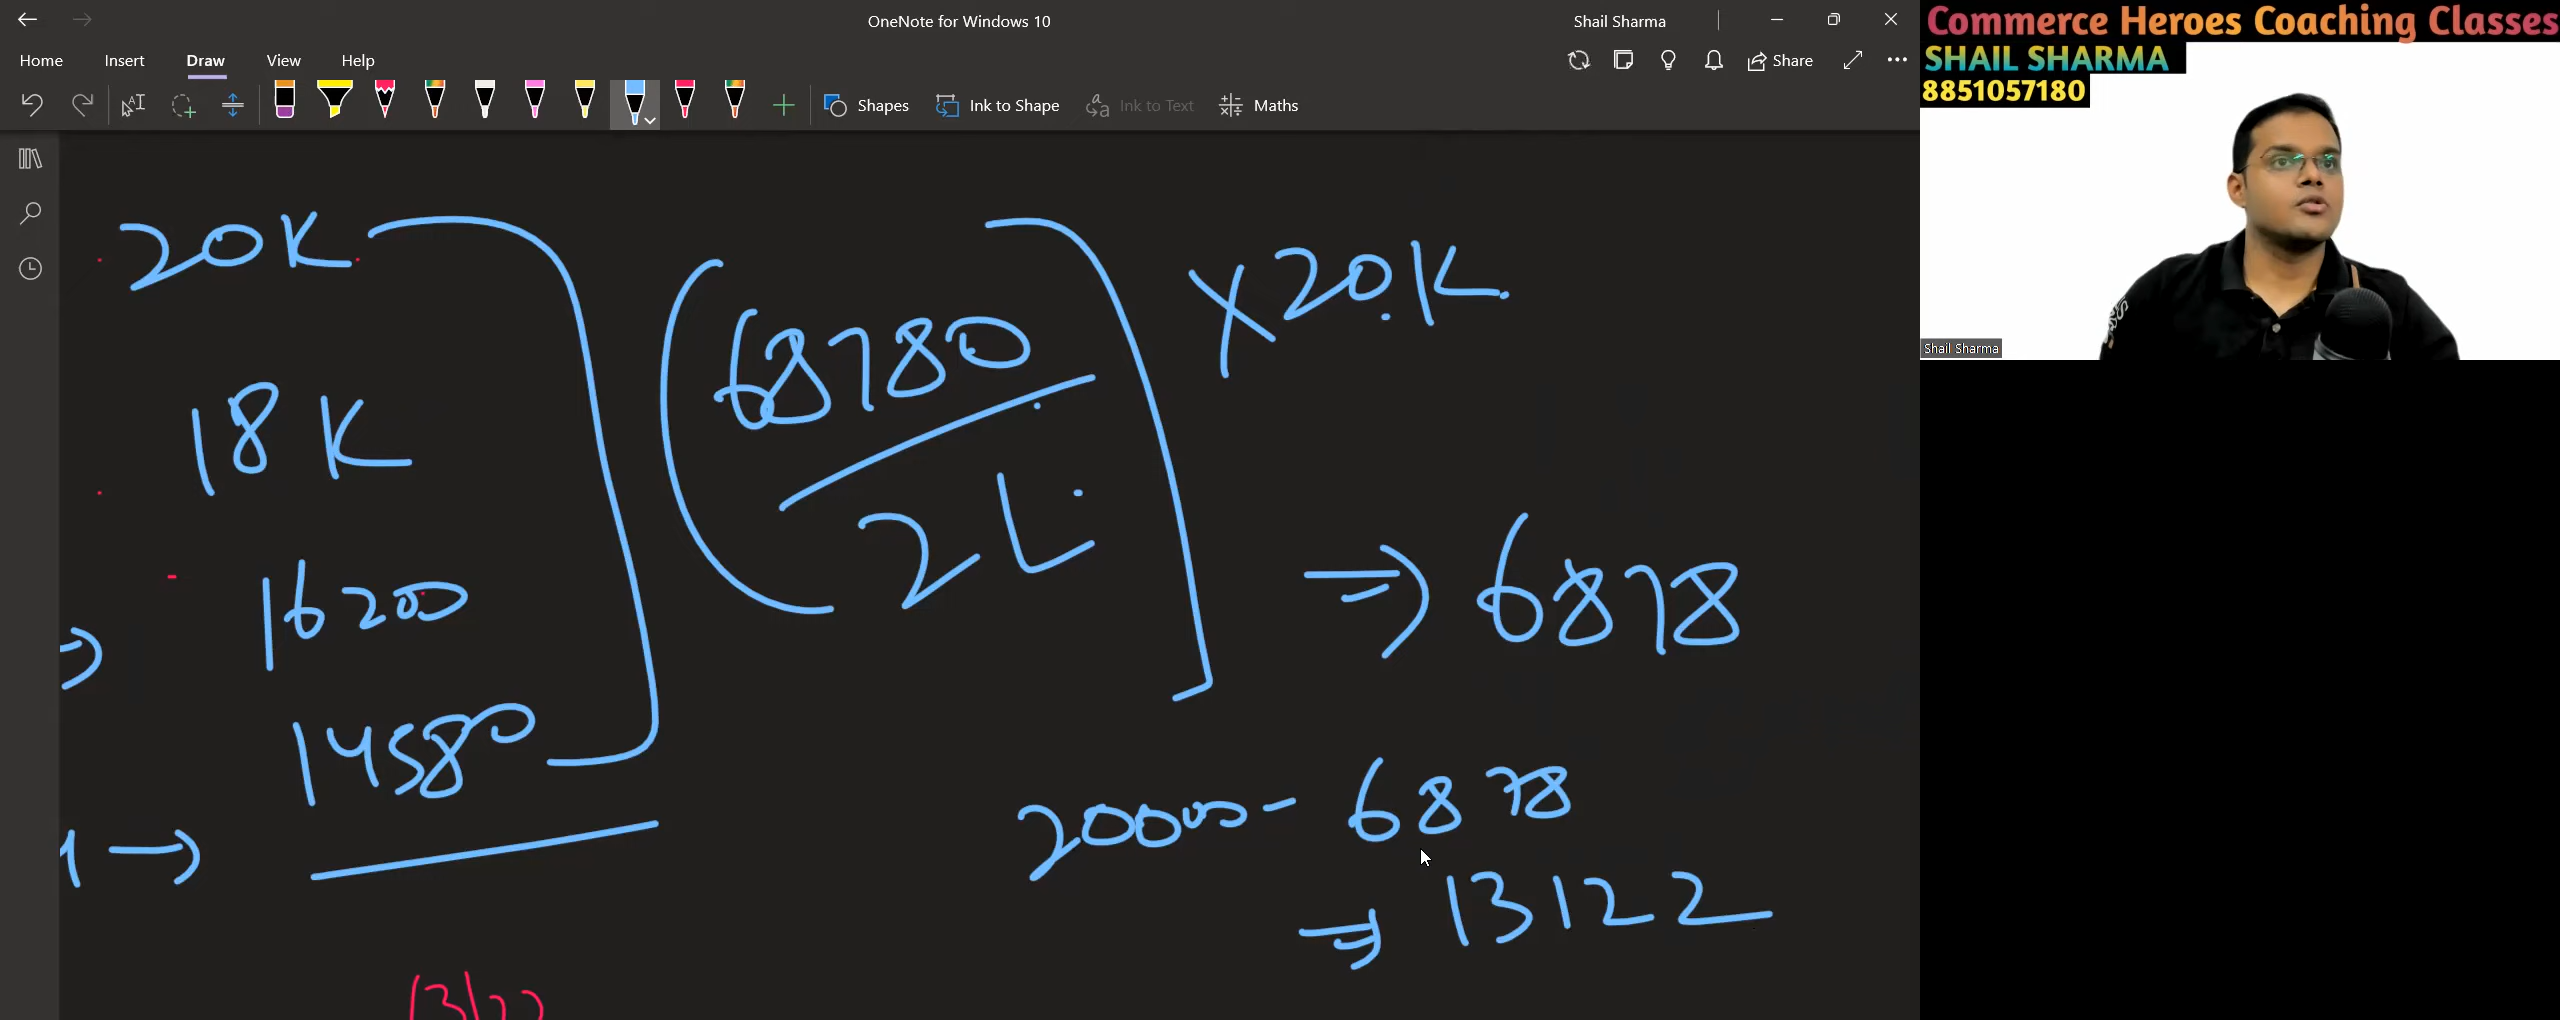 OneNote for Windows 10
Shail Sharma
Home Insert Draw View Help
Share
Shapes Ink to Shape Ink to Text Maths
Commerce Heroes Coaching Classes
SHAIL SHARMA
8851057180
Shail Sharma
20K
18K
16200
14580
68780
2L
X20K
⇒ 6878
20000 - 6878
⇒ 13122